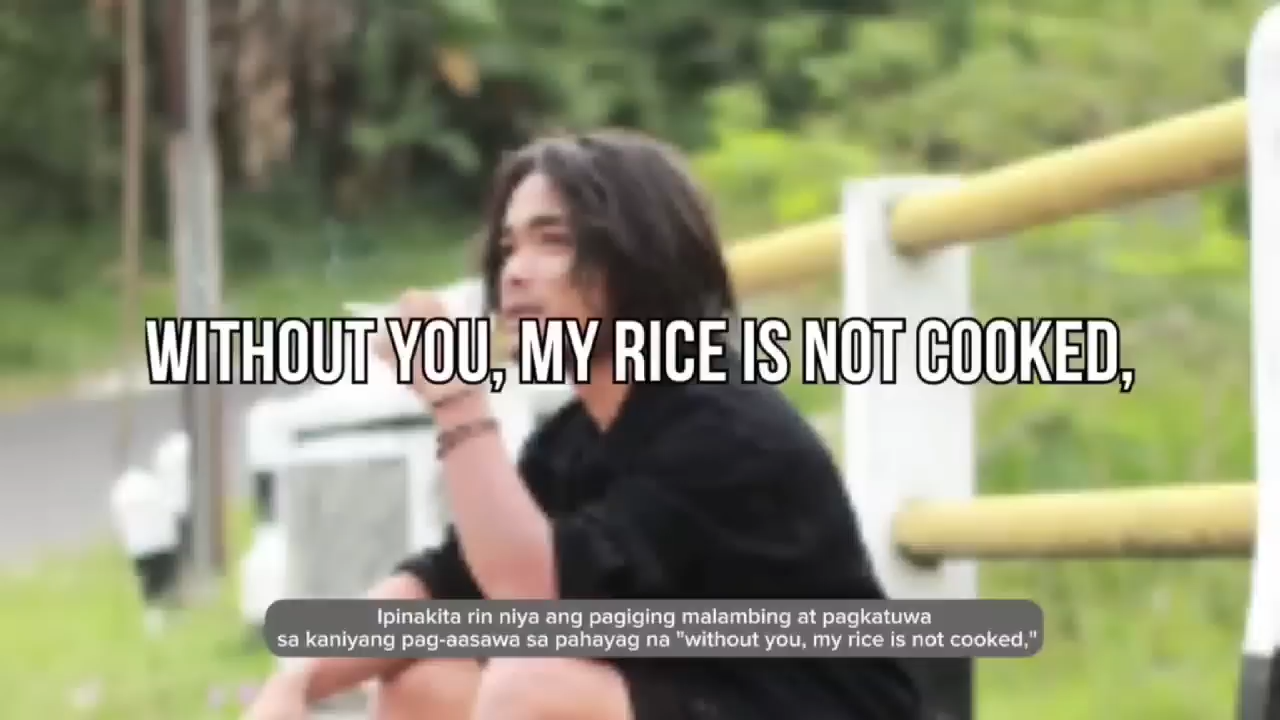 WITHOUT YOU, MY RICE IS NOT COOKED,
Ipinakita rin niya ang pagiging malambing at pagkatuwa
sa kaniyang pag-aasawa sa pahayag na "without you, my rice is not cooked,"